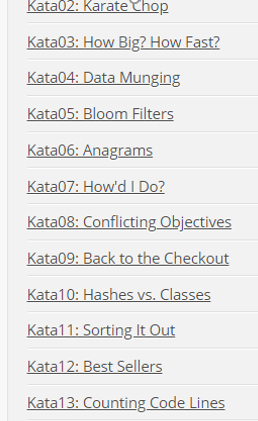 Kata02: Karate Chop
Kata03: How Big? How Fast?
Kata04: Data Munging
Kata05: Bloom Filters
Kata06: Anagrams
Kata07: How'd I Do?
Kata08: Conflicting Objectives
Kata09: Back to the Checkout
Kata10: Hashes vs. Classes
Kata11: Sorting It Out
Kata12: Best Sellers
Kata13: Counting Code Lines